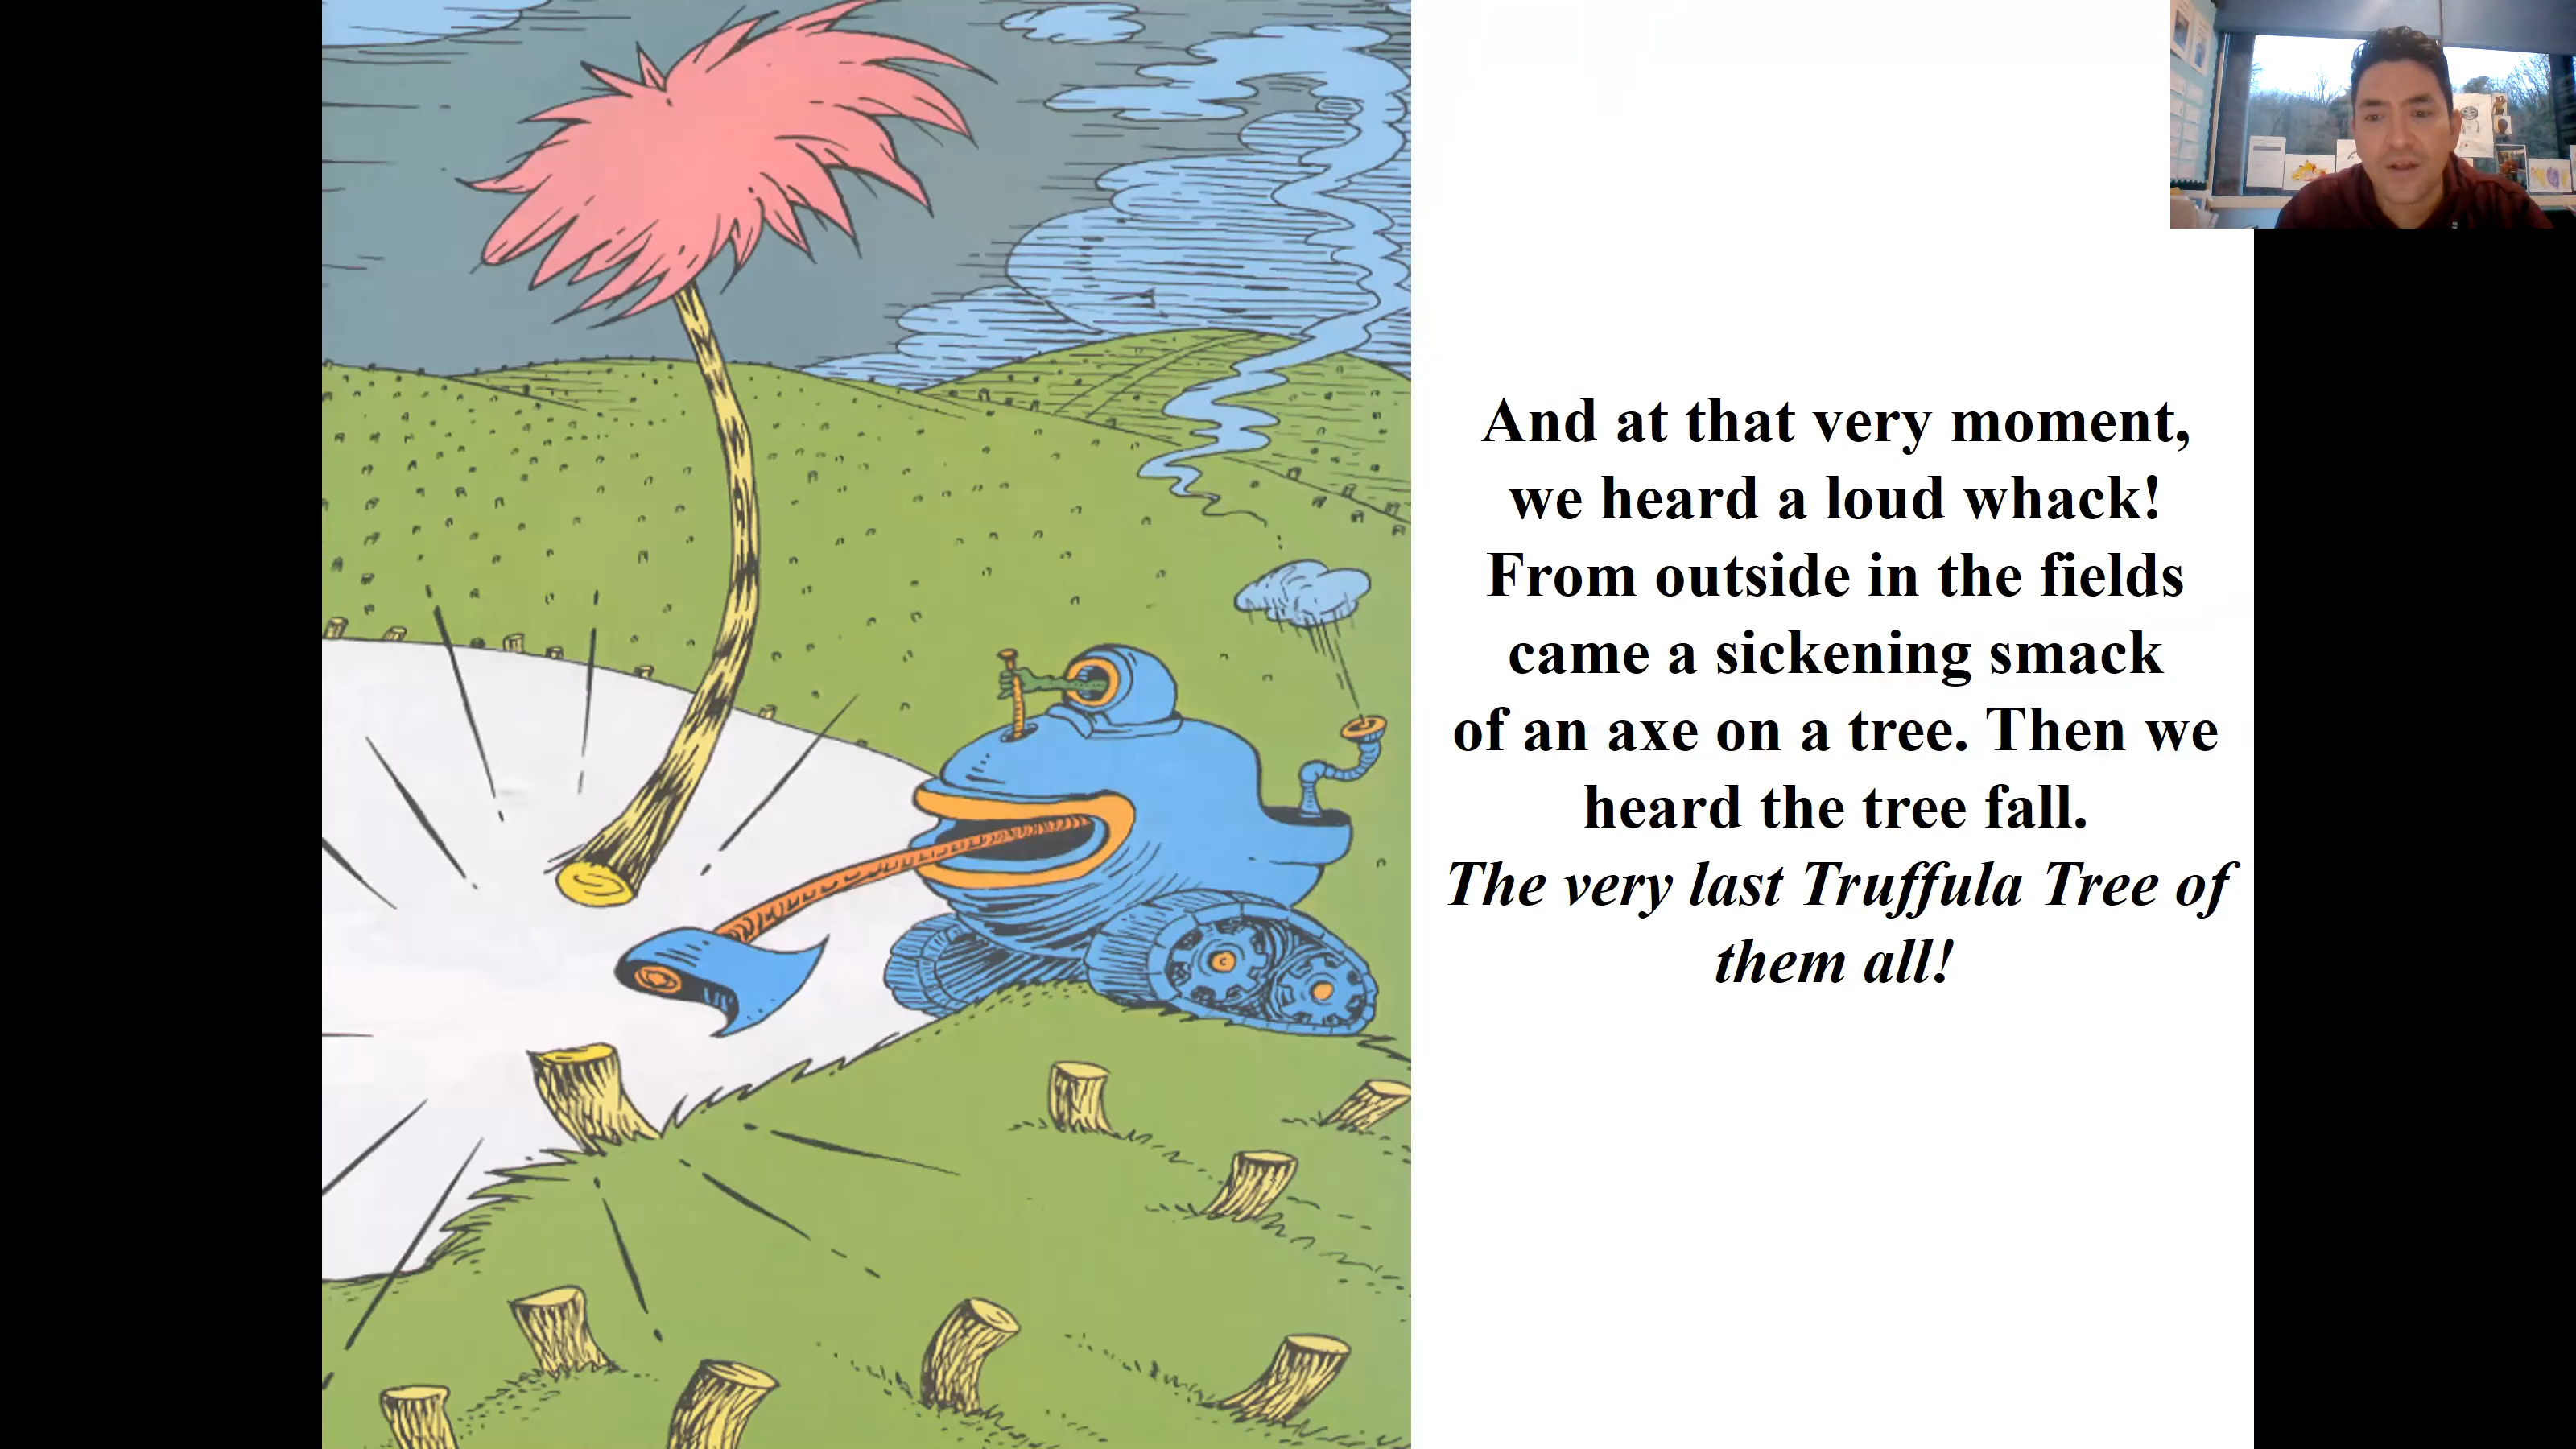 And at that very moment,
we heard a loud whack!
From outside in the fields
came a sickening smack
of an axe on a tree. Then we
heard the tree fall.
The very last Truffula Tree of
them all!